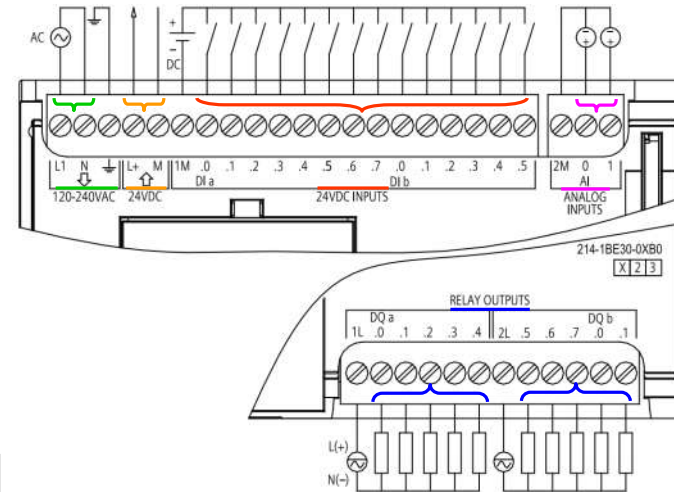 AC
+
−
DC
− +
− +
L1 N L+ M 1M .0 .1 .2 .3 .4 .5 .6 .7 .0 .1 .2 .3 .4 .5 2M 0 1
DI a DI b AI
120-240VAC 24VDC 24VDC INPUTS ANALOG
INPUTS
214-1BE30-0XB0
X 2 3
RELAY OUTPUTS
DQ a DQ b
1L .0 .1 .2 .3 .4 2L .5 .6 .7 .0 .1
L(+)
N(−)